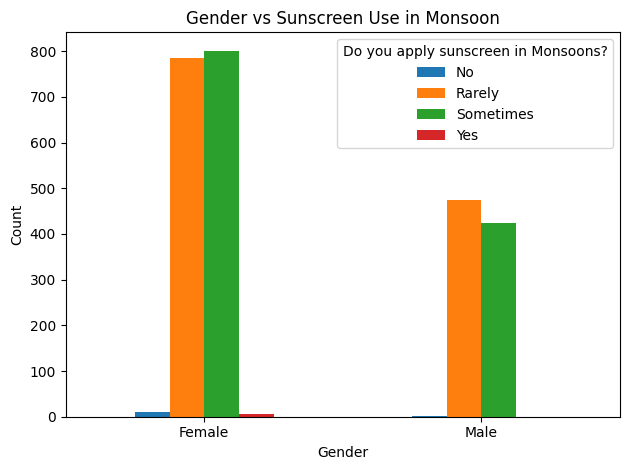 Gender vs Sunscreen Use in Monsoon
Do you apply sunscreen in Monsoons?
No
Rarely
Sometimes
Yes
800
700
600
500
400
300
200
100
0
Count
Female
Male
Gender